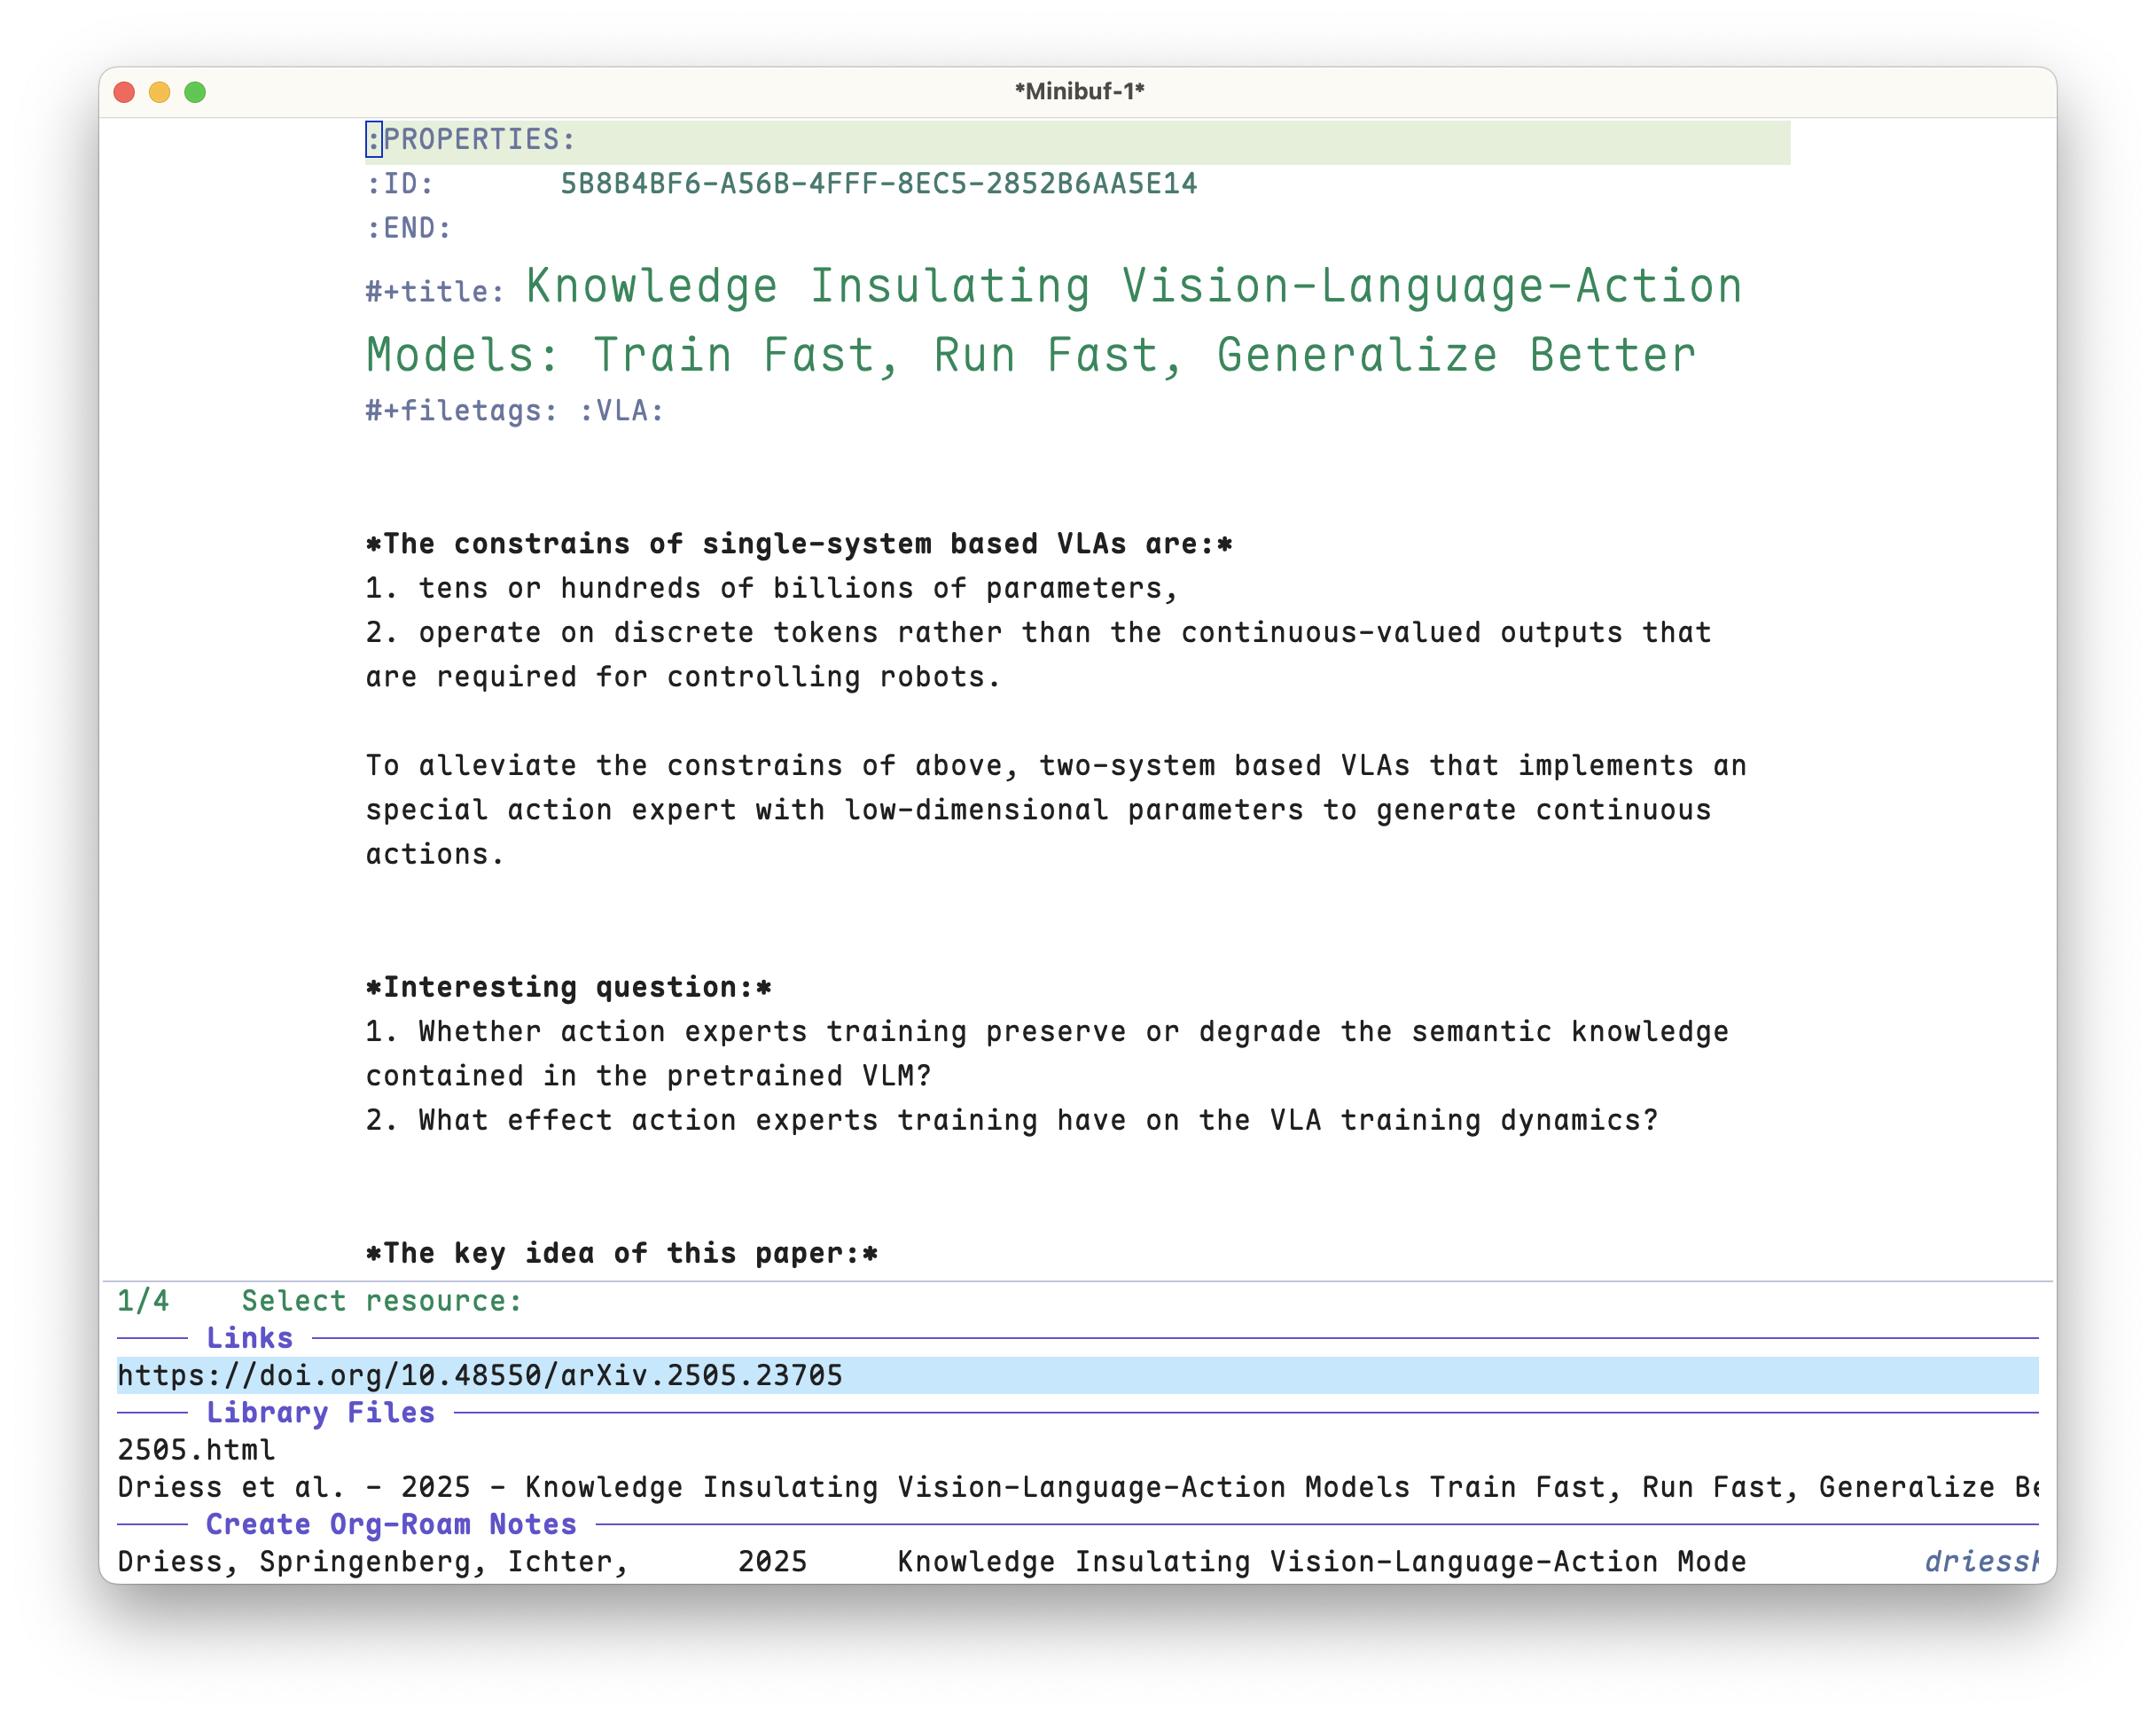 *Minibuf-1*
:PROPERTIES:
:ID: 5B8B4BF6-A56B-4FFF-8EC5-2852B6AA5E14
:END:
#+title: Knowledge Insulating Vision-Language-Action
Models: Train Fast, Run Fast, Generalize Better
#+filetags: :VLA:
*The constrains of single-system based VLAs are:*
1. tens or hundreds of billions of parameters,
2. operate on discrete tokens rather than the continuous-valued outputs that
are required for controlling robots.
To alleviate the constrains of above, two-system based VLAs that implements an
special action expert with low-dimensional parameters to generate continuous
actions.
*Interesting question:*
1. Whether action experts training preserve or degrade the semantic knowledge
contained in the pretrained VLM?
2. What effect action experts training have on the VLA training dynamics?
*The key idea of this paper:*
1/4 Select resource:
Links
https://doi.org/10.48550/arXiv.2505.23705
Library Files
2505.html
Driess et al. - 2025 - Knowledge Insulating Vision-Language-Action Models Train Fast, Run Fast, Generalize Be
Create Org-Roam Notes
Driess, Springenberg, Ichter, 2025 Knowledge Insulating Vision-Language-Action Mode driessK